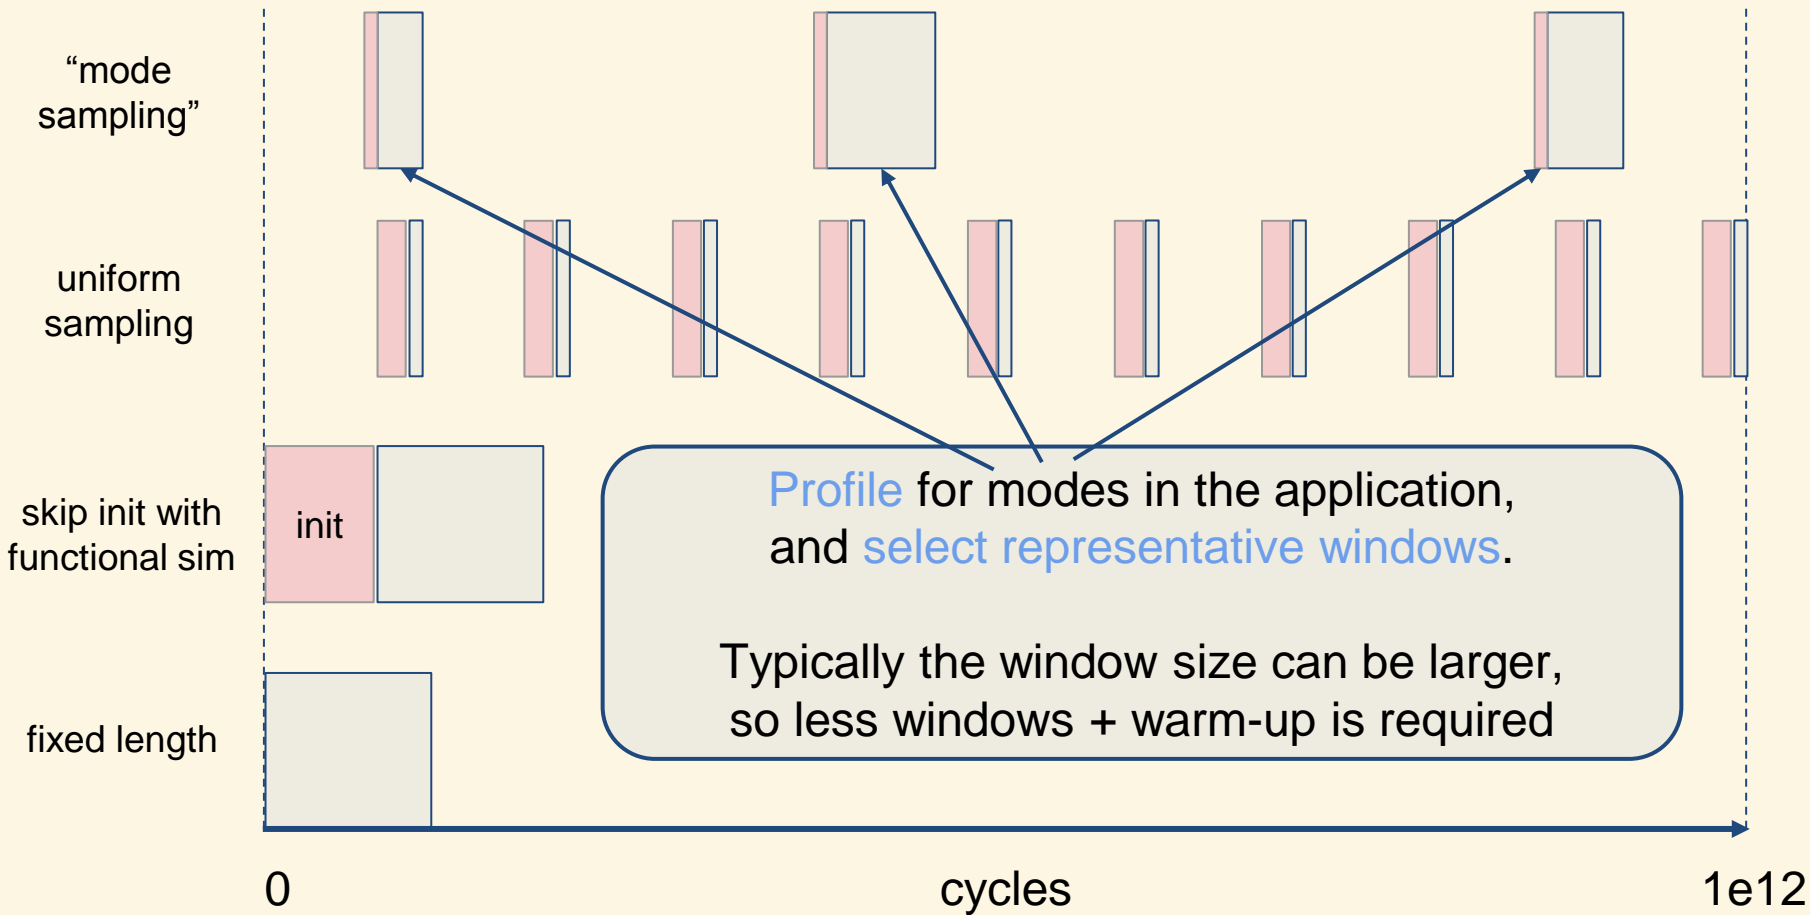 “mode
sampling”
uniform
sampling
skip init with
functional sim
init
fixed length
Profile for modes in the application,
and select representative windows.
Typically the window size can be larger,
so less windows + warm-up is required
0
cycles
1e12